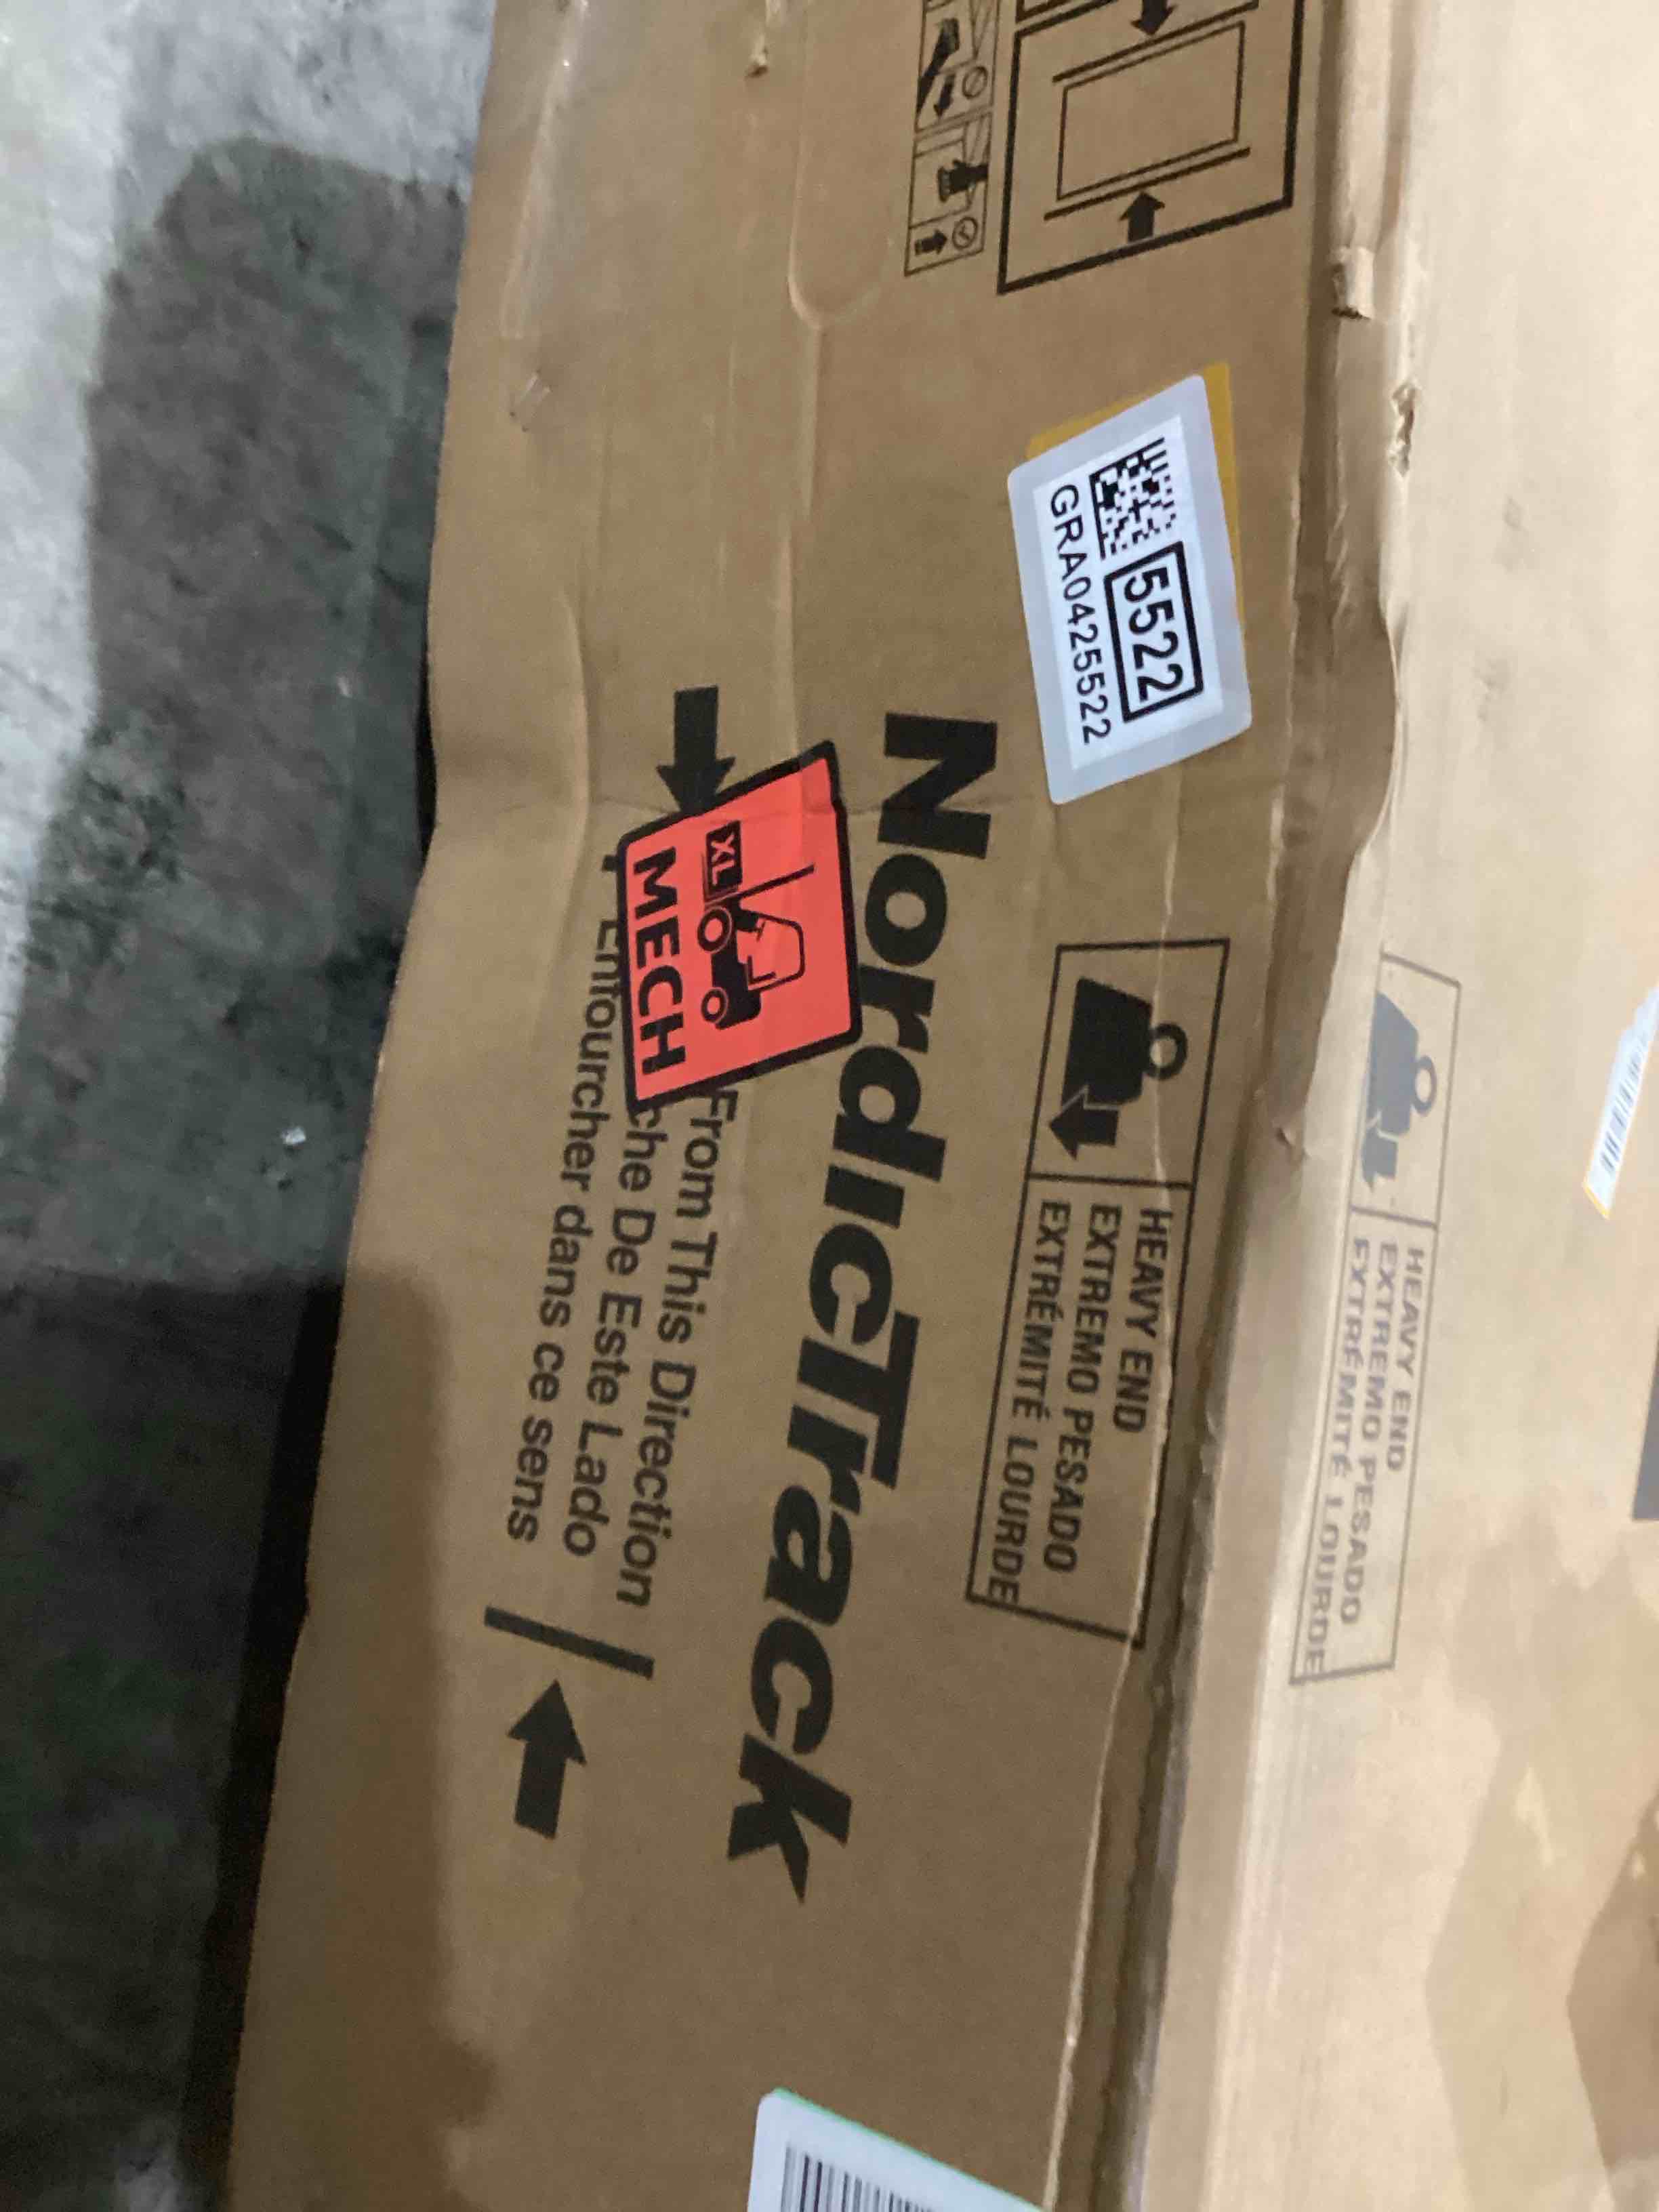 5522
GRA0425522
HEAVY END
EXTREMO PESADO
EXTRÉMITÉ LOURDE
HEAVY END
EXTREMO PESADO
EXTRÉMITÉ LOURDE
NordicTrack
XL
MECH
From This Direction
che De Este Lado
Enfourcher dans ce sens